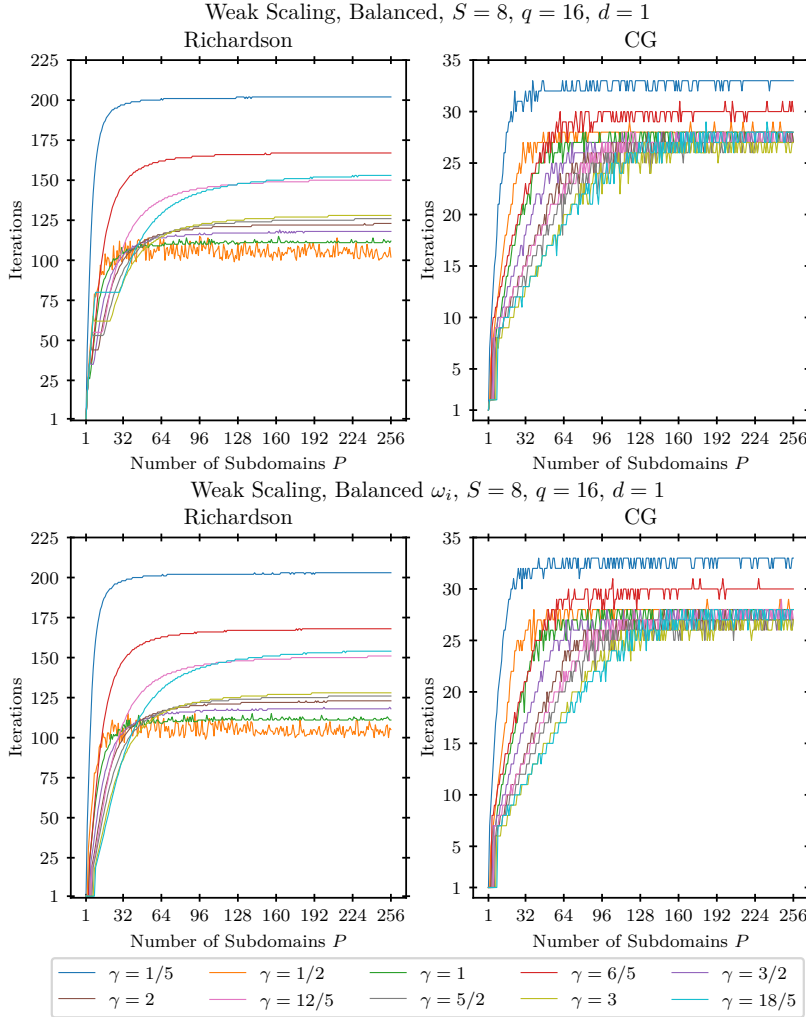 Weak Scaling, Balanced, S = 8, q = 16, d = 1
Richardson
CG
225
200
175
150
125
100
75
50
25
1
Iterations
1 32 64 96 128 160 192 224 256
Number of Subdomains P
35
30
25
20
15
10
5
1
Iterations
1 32 64 96 128 160 192 224 256
Number of Subdomains P
Weak Scaling, Balanced ωᵢ, S = 8, q = 16, d = 1
Richardson
CG
225
200
175
150
125
100
75
50
25
1
Iterations
1 32 64 96 128 160 192 224 256
Number of Subdomains P
35
30
25
20
15
10
5
1
Iterations
1 32 64 96 128 160 192 224 256
Number of Subdomains P
γ = 1/5 γ = 1/2 γ = 1 γ = 6/5 γ = 3/2
γ = 2 γ = 12/5 γ = 5/2 γ = 3 γ = 18/5